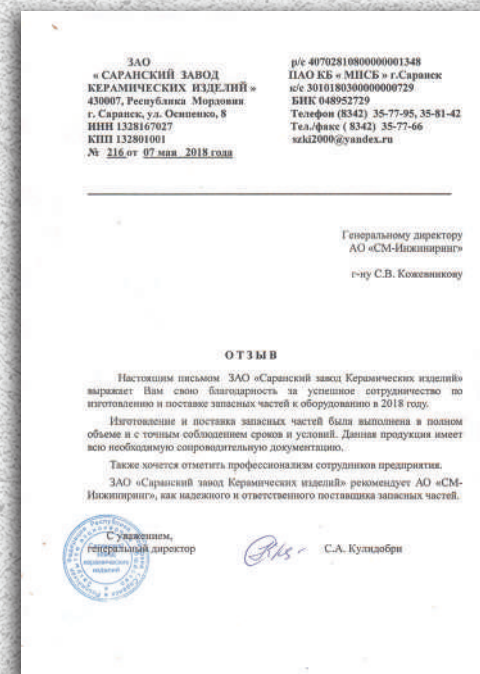 ЗАО
« САРАНСКИЙ ЗАВОД
КЕРАМИЧЕСКИХ ИЗДЕЛИЙ »
430007, Республика Мордовия
г. Саранск, ул. Осипенко, 8
ИНН 1328167027
КПП 132801001
№ 216 от 07 мая 2018 года
р/с 40702810800000001348
ПАО КБ « МПСБ » г.Саранск
к/с 3010180300000000729
БИК 048952729
Телефон (8342) 35-77-95, 35-81-42
Тел./факс ( 8342) 35-77-66
szki2000@yandex.ru
Генеральному директору
АО «СМ-Инжиниринг»
г-ну С.В. Кожевникову
ОТЗЫВ
Настоящим письмом ЗАО «Саранский завод Керамических изделий»
выражает Вам свою благодарность за успешное сотрудничество по
изготовлению и поставке запасных частей к оборудованию в 2018 году.
Изготовление и поставка запасных частей была выполнена в полном
объеме и с точным соблюдением сроков и условий. Данная продукция имеет
всю необходимую сопроводительную документацию.
Также хочется отметить профессионализм сотрудников предприятия.
ЗАО «Саранский завод Керамических изделий» рекомендует АО «СМ-
Инжиниринг», как надежного и ответственного поставщика запасных частей.
С уважением,
генеральный директор
С.А. Кулидобри